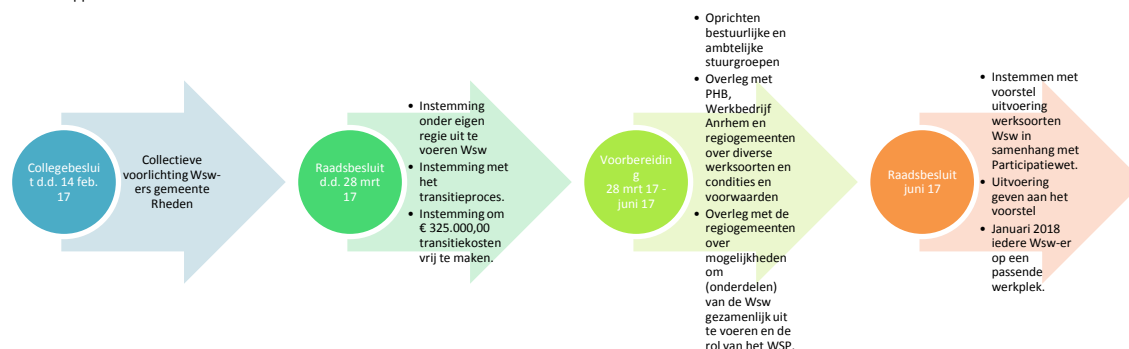 Collegebeslui
t d.d. 14 feb.
17
Collectieve
voorlichting Wsw-
ers gemeente
Rheden
Raadsbesluit
d.d. 28 mrt
17
• Instemming
onder eigen
regie uit te
voeren Wsw
• Instemming met
het
transitieproces.
• Instemming om
€ 325.000,00
transitiekosten
vrij te maken.
Voorbereidin
g
28 mrt 17 -
juni 17
• Oprichten
bestuurlijke en
ambtelijke
stuurgroepen
• Overleg met
PHB,
Werkbedrijf
Anrhem en
regiogemeenten
over diverse
werksoorten en
condities en
voorwaarden
• Overleg met de
regiogemeenten
over
mogelijkheden
om
(onderdelen)
van de Wsw
gezamenlijk uit
te voeren en de
rol van het WSP.
Raadsbesluit
juni 17
• Instemmen met
voorstel
uitvoering
werksoorten
Wsw in
samenhang met
Participatiewet.
• Uitvoering
geven aan het
voorstel
• Januari 2018
iedere Wsw-er
op een
passende
werkplek.